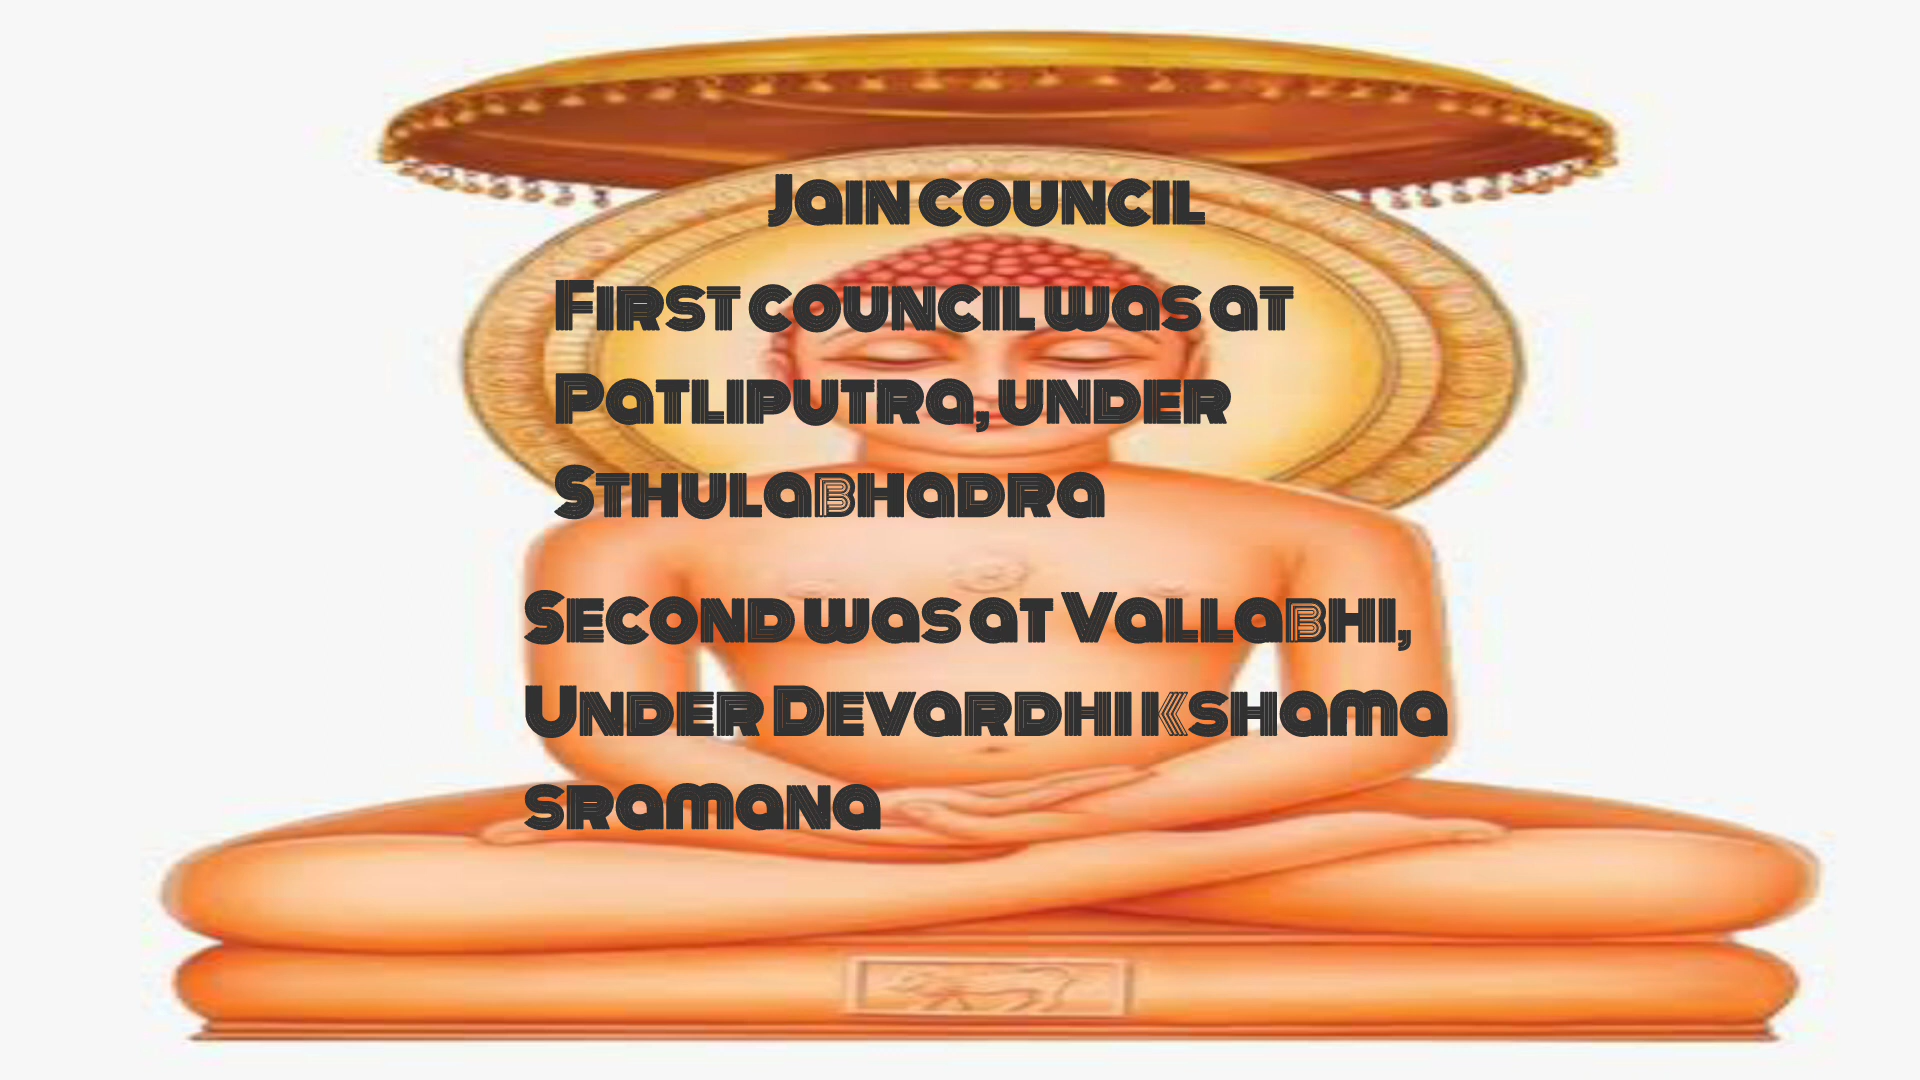 Jain council
First council was at
Patliputra, under
Sthulabhadra
Second was at Vallabhi,
Under Devardhi kshama
sramana